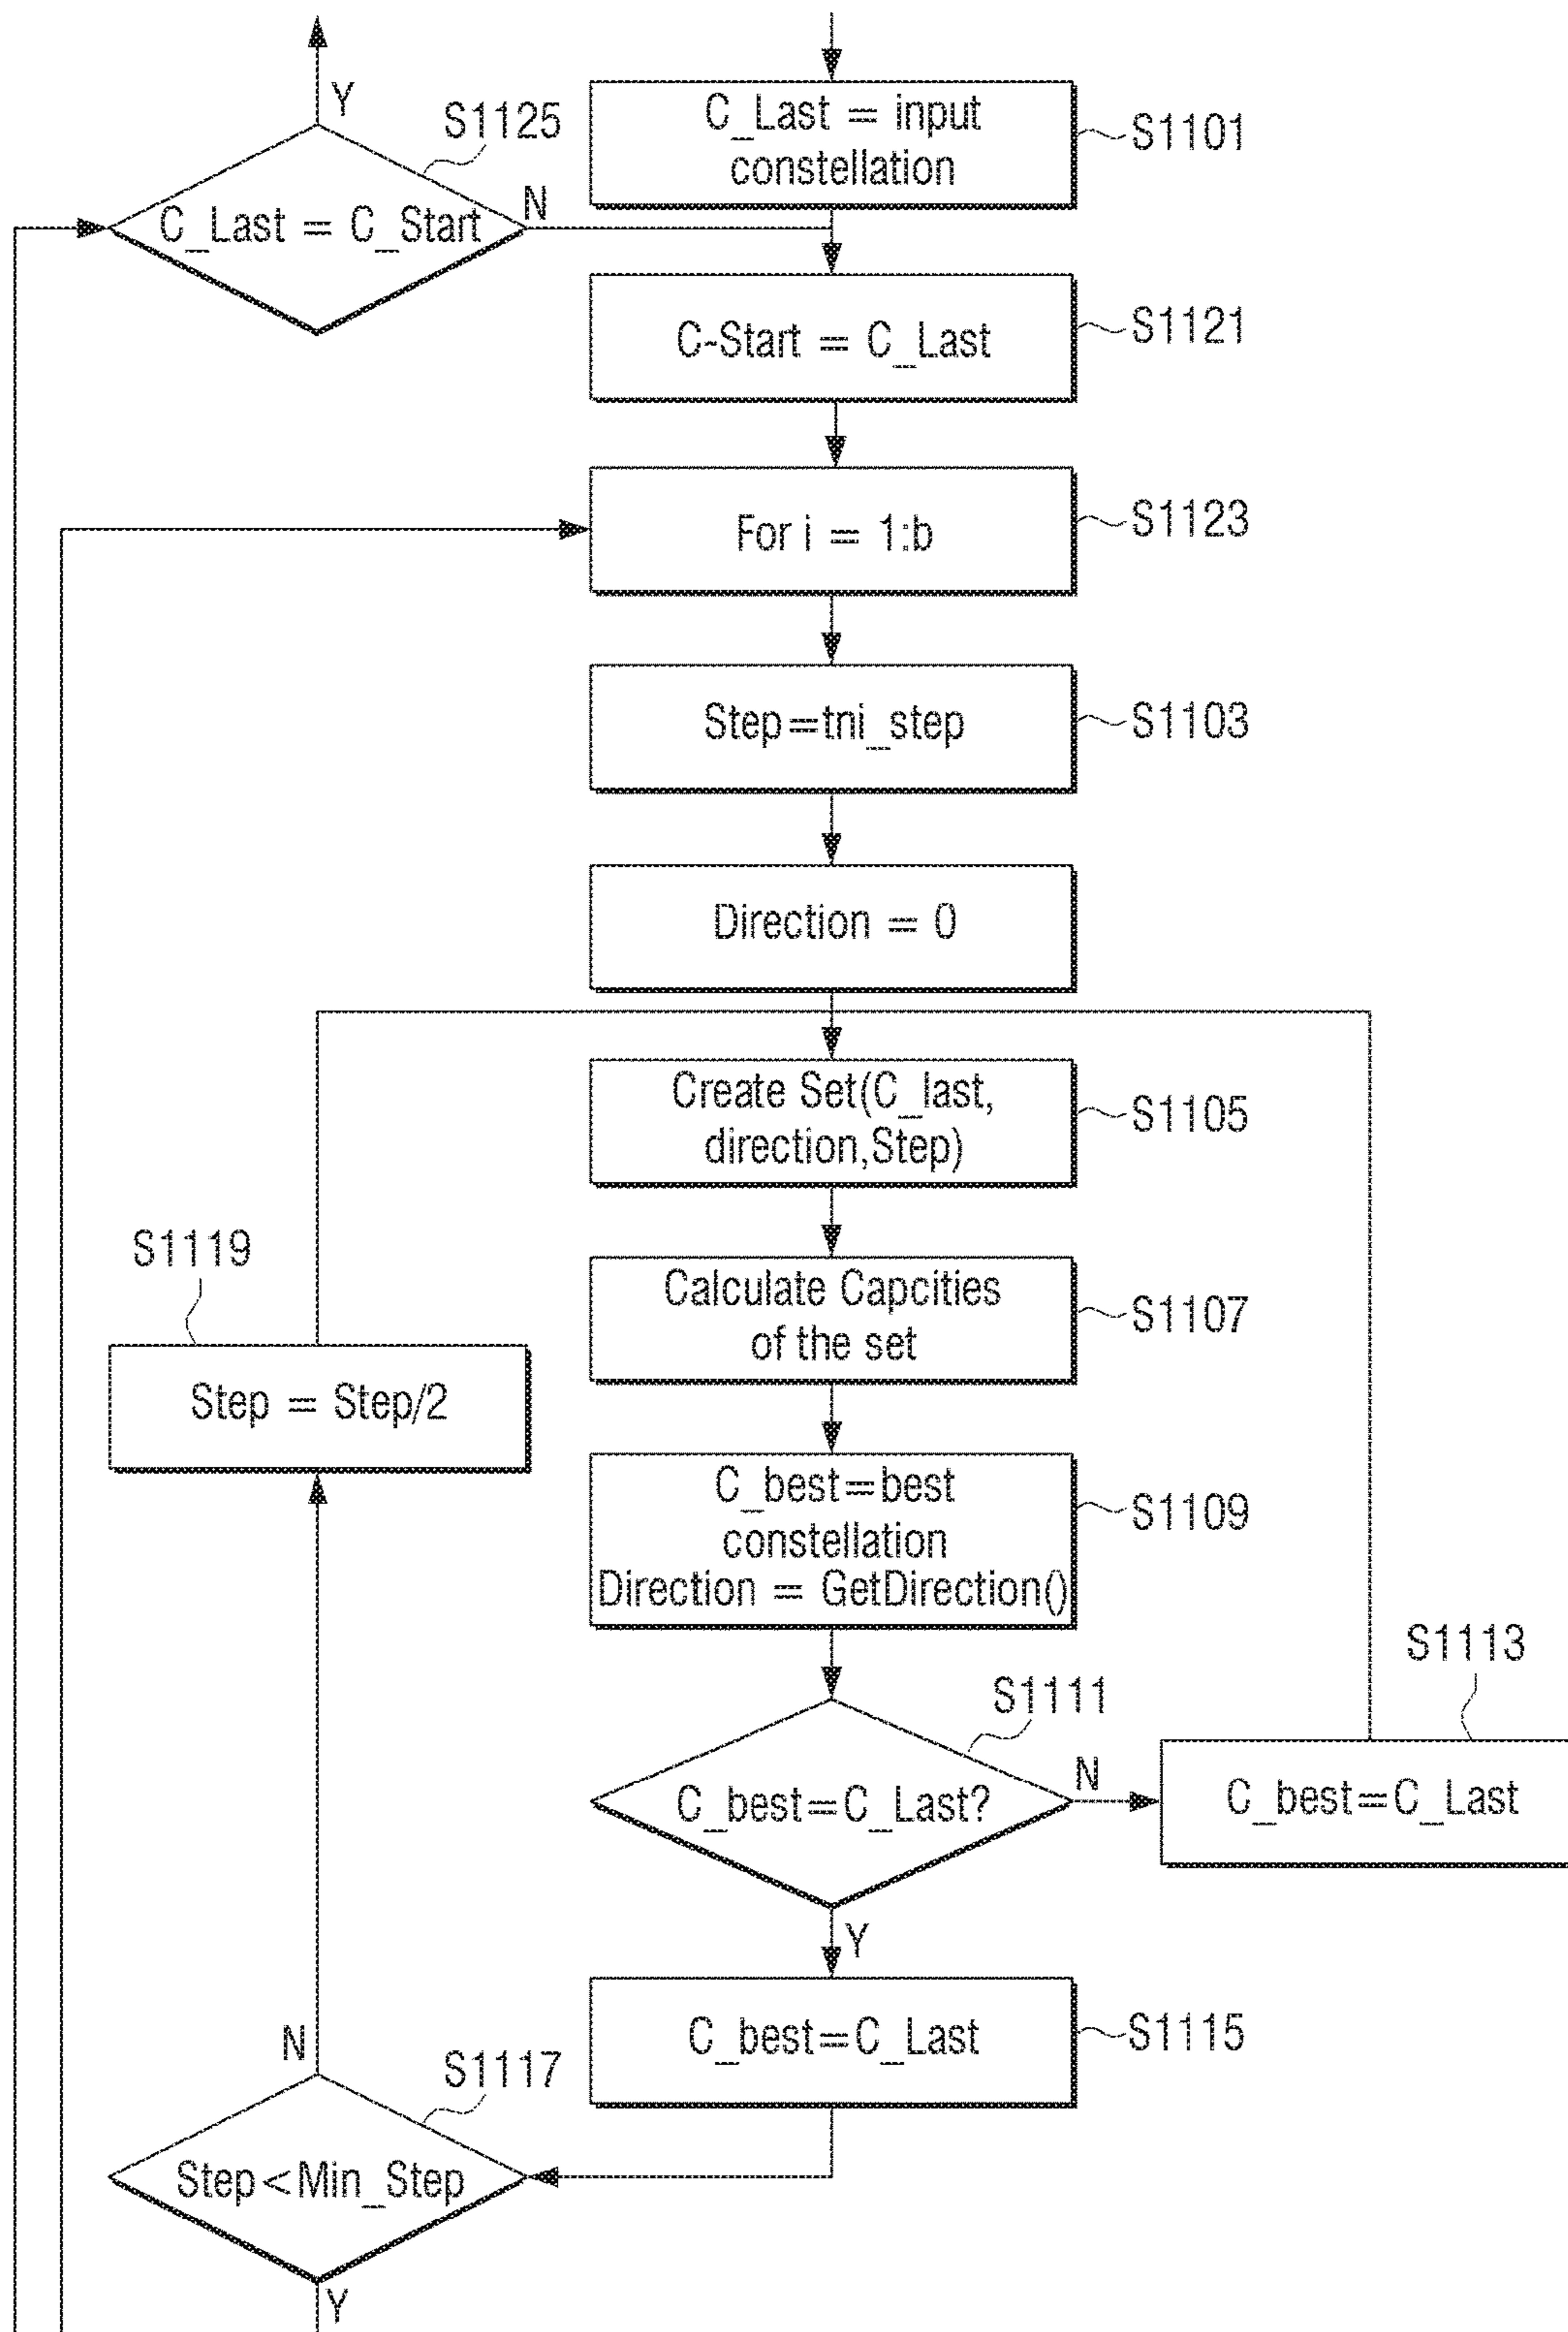 Y
S1125
C_Last = C_Start
N
C_Last = input
constellation
S1101
C-Start = C_Last
S1121
For i = 1:b
S1123
Step=tni_step
S1103
Direction = 0
Create Set(C_last,
direction,Step)
S1105
Calculate Capcities
of the set
S1107
S1119
Step = Step/2
C_best=best
constellation
Direction = GetDirection()
S1109
S1111
C_best=C_Last?
N
S1113
C_best=C_Last
Y
C_best=C_Last
S1115
N
S1117
Step<Min_Step
Y